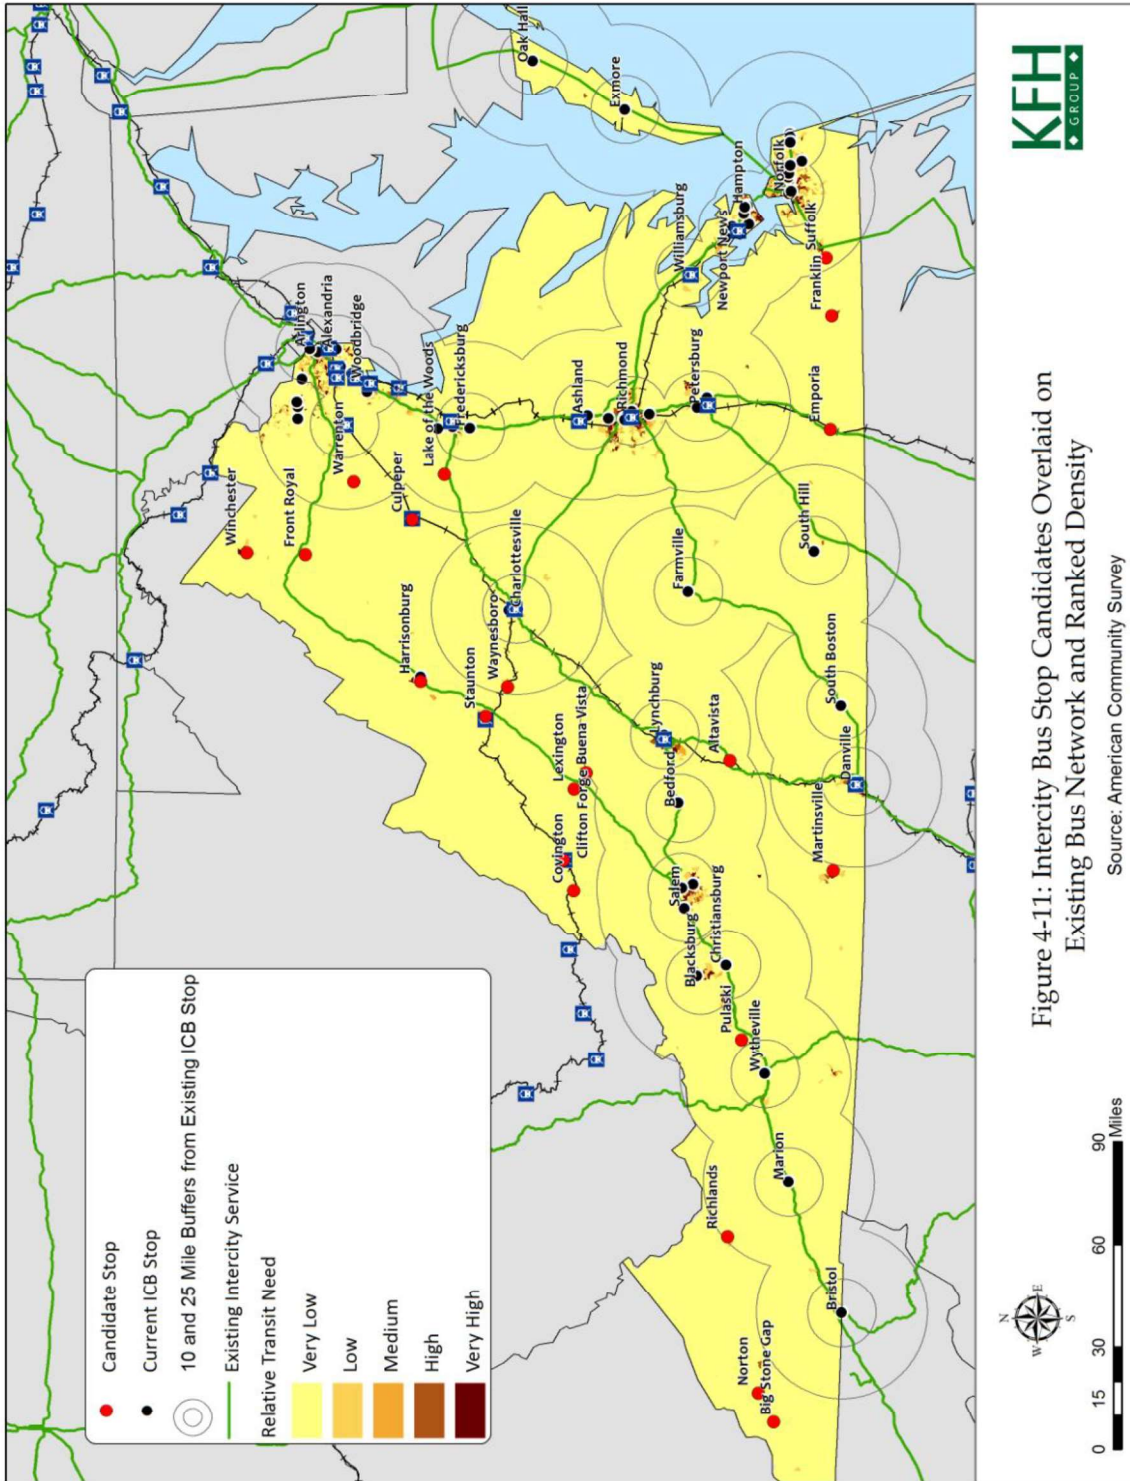 Candidate Stop
Current ICB Stop
10 and 25 Mile Buffers from Existing ICB Stop
Existing Intercity Service
Relative Transit Need
Very Low
Low
Medium
High
Very High
Winchester
Front Royal
Arlington
Alexandria
Woodbridge
Warrenton
Culpeper
Lake of the Woods
Fredericksburg
Oak Hall
Exmore
Harrisonburg
Staunton
Waynesboro
Charlottesville
Ashland
Richmond
Williamsburg
Newport News
Hampton
Norfolk
Suffolk
Franklin
Petersburg
Emporia
Covington
Clifton Forge
Lexington
Buena Vista
Lynchburg
Bedford
Altavista
Farmville
South Hill
South Boston
Danville
Martinsville
Salem
Blacksburg
Christiansburg
Pulaski
Wytheville
Marion
Richlands
Bristol
Norton
Big Stone Gap
N
W
E
S
0
15
30
60
90
Miles
Figure 4-11: Intercity Bus Stop Candidates Overlaid on
Existing Bus Network and Ranked Density
Source: American Community Survey
KFH
GROUP